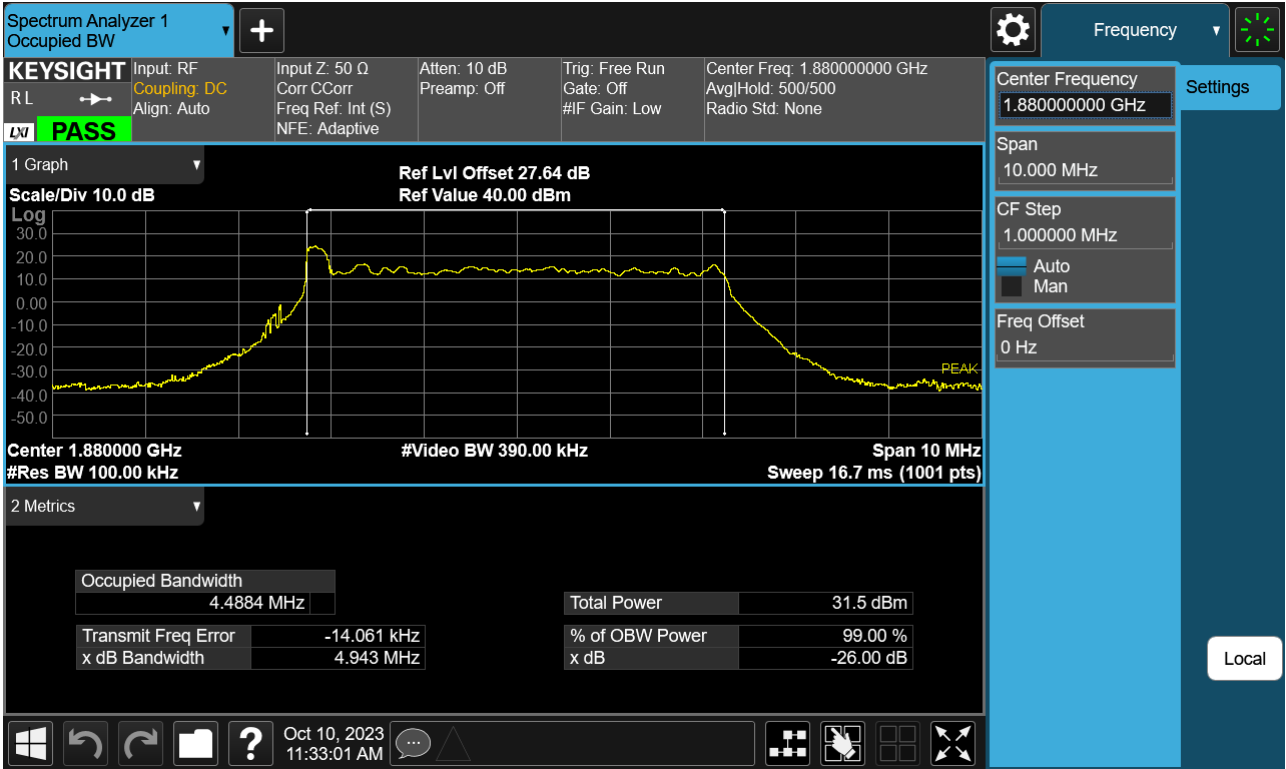 Spectrum Analyzer 1
Occupied BW
Frequency
KEYSIGHT
R L
LXI PASS
Input: RF
Coupling: DC
Align: Auto
Input Z: 50 Ω
Corr CCorr
Freq Ref: Int (S)
NFE: Adaptive
Atten: 10 dB
Preamp: Off
Trig: Free Run
Gate: Off
#IF Gain: Low
Center Freq: 1.880000000 GHz
Avg|Hold: 500/500
Radio Std: None
Center Frequency
1.880000000 GHz
Settings
Span
10.000 MHz
CF Step
1.000000 MHz
Auto
Man
Freq Offset
0 Hz
Local
1 Graph
Ref Lvl Offset 27.64 dB
Scale/Div 10.0 dB
Ref Value 40.00 dBm
Log
30.0
20.0
10.0
0.00
-10.0
-20.0
-30.0
-40.0
-50.0
PEAK
Center 1.880000 GHz
#Video BW 390.00 kHz
Span 10 MHz
#Res BW 100.00 kHz
Sweep 16.7 ms (1001 pts)
2 Metrics
Occupied Bandwidth
4.4884 MHz
Total Power 31.5 dBm
Transmit Freq Error -14.061 kHz
% of OBW Power 99.00 %
x dB Bandwidth 4.943 MHz
x dB -26.00 dB
?
Oct 10, 2023
11:33:01 AM